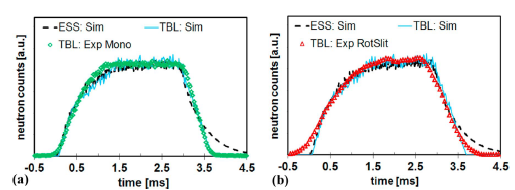 ESS: Sim TBL: Sim
TBL: Exp Mono
neutron counts [a.u.]
-0.5 0.5 1.5 2.5 3.5 4.5
(a) time [ms]
ESS: Sim TBL: Sim
TBL: Exp RotSlit
neutron counts [a.u.]
-0.5 0.5 1.5 2.5 3.5 4.5
(b) time [ms]